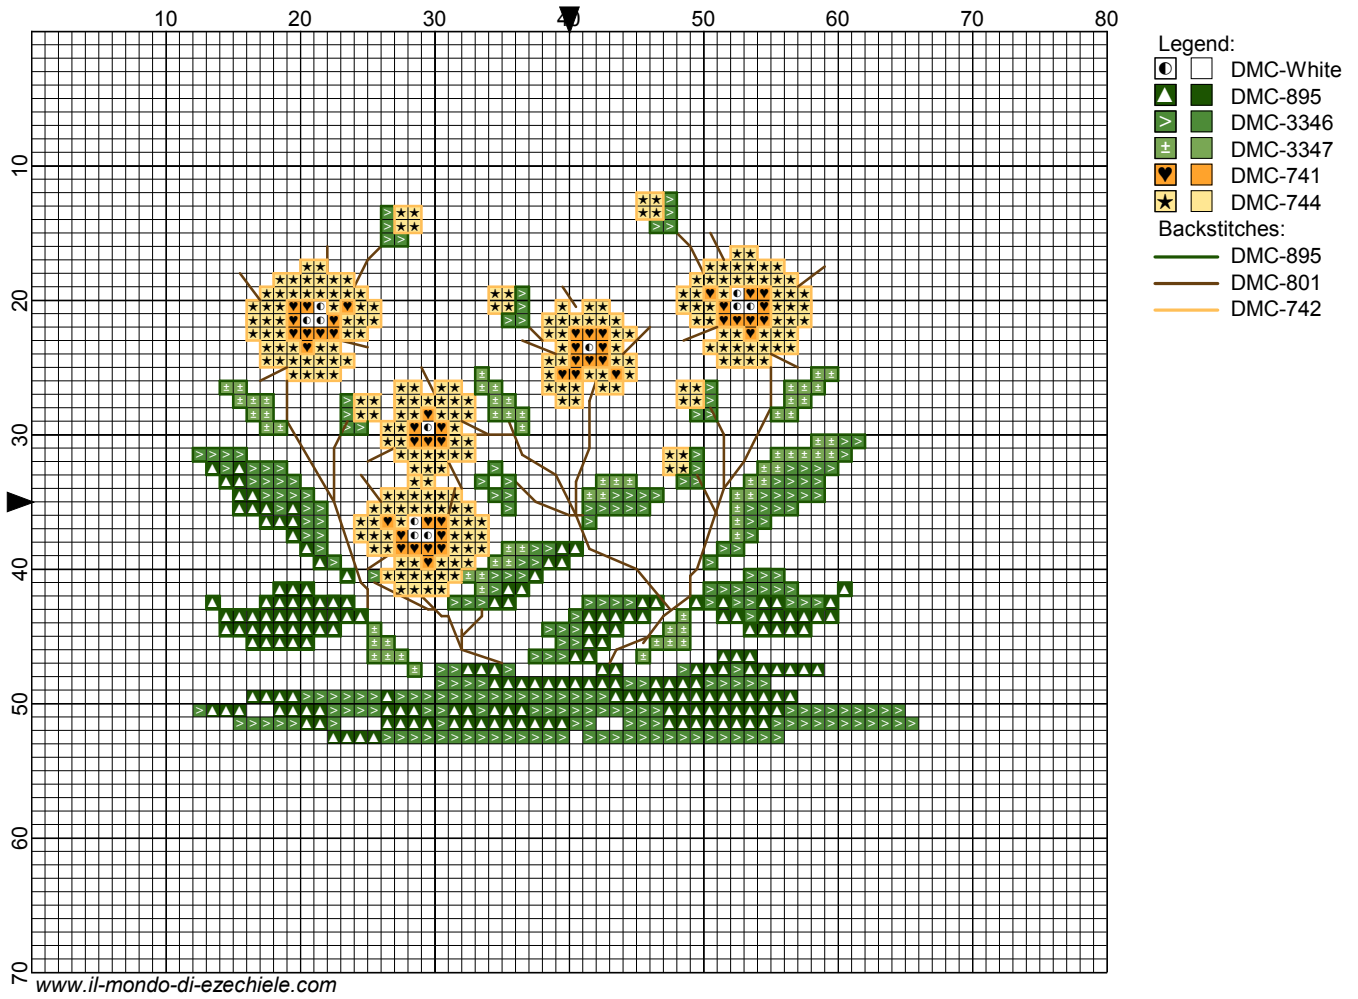 10 20 30 40 50 60 70 80
10
20
30
40
50
60
70
Legend:
DMC-White
DMC-895
DMC-3346
DMC-3347
DMC-741
DMC-744
Backstitches:
DMC-895
DMC-801
DMC-742
www.il-mondo-di-ezechiele.com